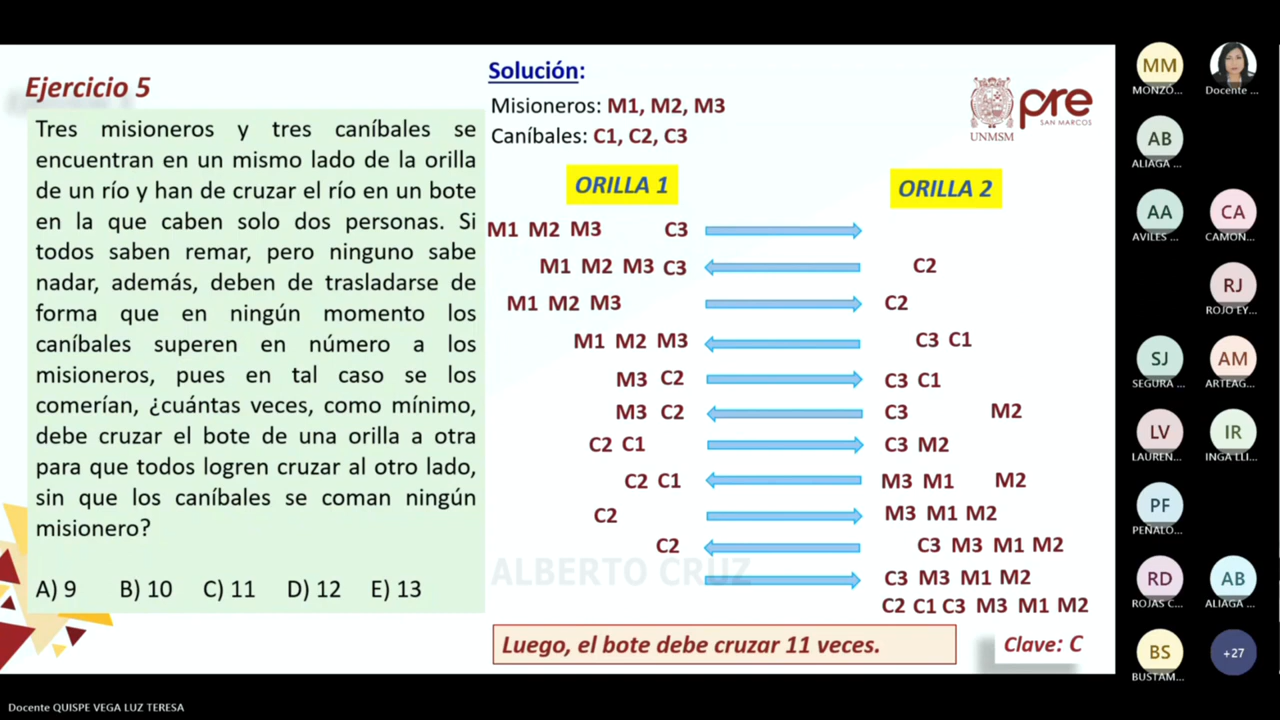 Ejercicio 5
Tres misioneros y tres caníbales se
encuentran en un mismo lado de la orilla
de un río y han de cruzar el río en un bote
en la que caben solo dos personas. Si
todos saben remar, pero ninguno sabe
nadar, además, deben de trasladarse de
forma que en ningún momento los
caníbales superen en número a los
misioneros, pues en tal caso se los
comerían, ¿cuántas veces, como mínimo,
debe cruzar el bote de una orilla a otra
para que todos logren cruzar al otro lado,
sin que los caníbales se coman ningún
misionero?
A) 9 B) 10 C) 11 D) 12 E) 13
Solución:
Misioneros: M1, M2, M3
Caníbales: C1, C2, C3
UNMSM
pre
SAN MARCOS
ORILLA 1 ORILLA 2
M1 M2 M3 C3
M1 M2 M3 C3 C2
M1 M2 M3 C2
M1 M2 M3 C3 C1
M3 C2 C3 C1
M3 C2 C3 M2
C2 C1 C3 M2
C2 C1 M3 M1 M2
C2 M3 M1 M2
C2 C3 M3 M1 M2
C3 M3 M1 M2
C2 C1 C3 M3 M1 M2
ALBERTO CRUZ
Luego, el bote debe cruzar 11 veces.
Clave: C
MM
MONZO...
Docente ...
AB
ALIAGA ...
AA
AVILES ...
CA
CAMON...
RJ
ROJO EY...
SJ
SEGURA ...
AM
ARTEAG...
LV
LAUREN...
IR
INGA LLI...
PF
PEÑALO...
RD
ROJAS C...
AB
ALIAGA ...
BS
BUSTAM...
+27
Docente QUISPE VEGA LUZ TERESA